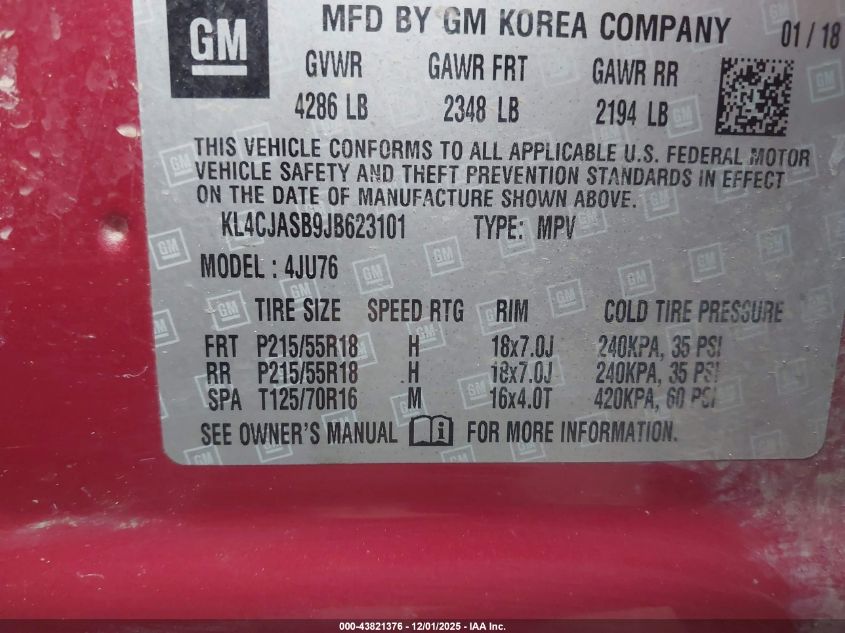 GM
MFD BY GM KOREA COMPANY 01 / 18
GVWR GAWR FRT GAWR RR
4286 LB 2348 LB 2194 LB
THIS VEHICLE CONFORMS TO ALL APPLICABLE U.S. FEDERAL MOTOR
VEHICLE SAFETY AND THEFT PREVENTION STANDARDS IN EFFECT
ON THE DATE OF MANUFACTURE SHOWN ABOVE.
KL4CJASB9JB623101 TYPE: MPV
MODEL : 4JU76
TIRE SIZE SPEED RTG RIM COLD TIRE PRESSURE
FRT P215/55R18 H 18x7.0J 240KPA, 35 PSI
RR P215/55R18 H 18x7.0J 240KPA, 35 PSI
SPA T125/70R16 M 16x4.0T 420KPA, 60 PSI
SEE OWNER'S MANUAL i FOR MORE INFORMATION.
000-43821376 - 12/01/2025 - IAA Inc.